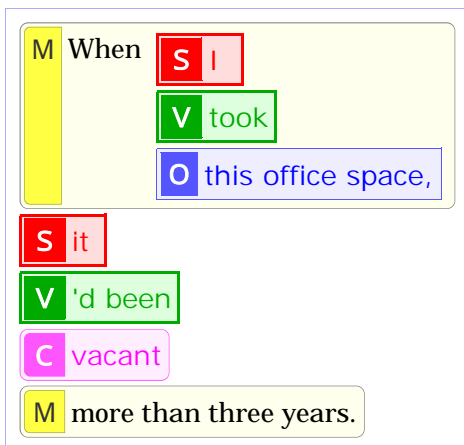 M When S I
V took
O this office space,
S it
V 'd been
C vacant
M more than three years.